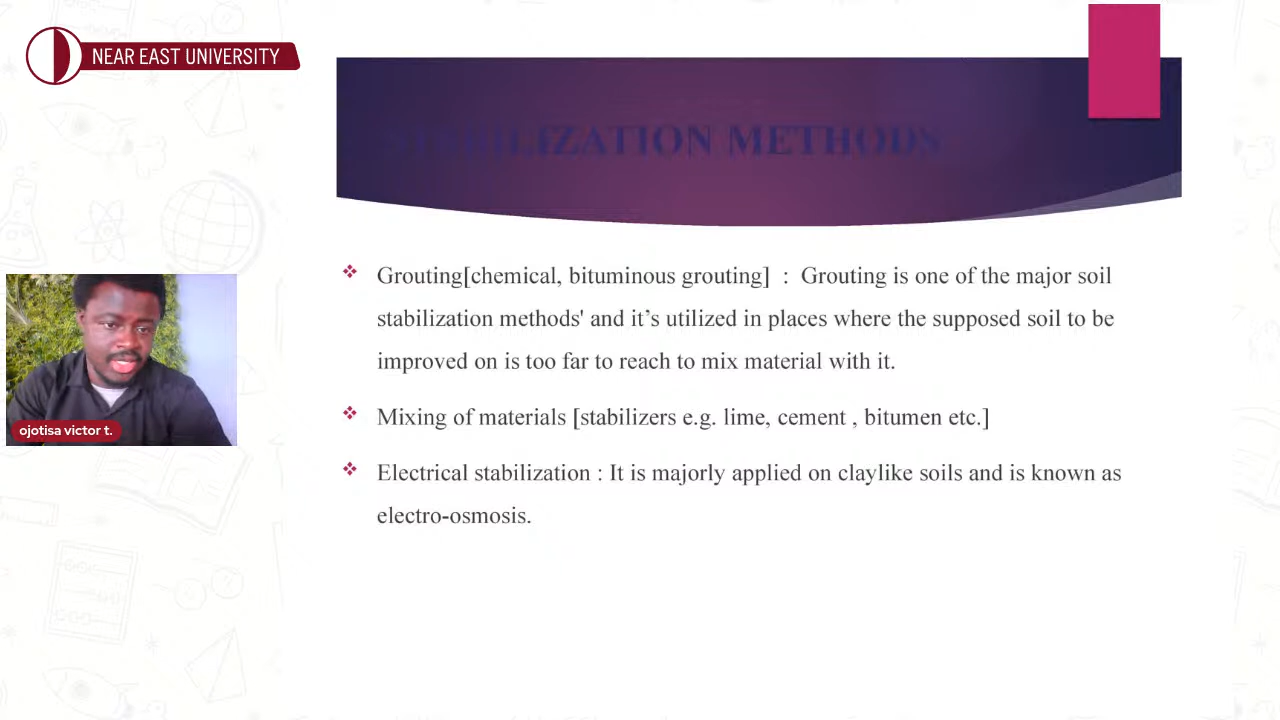 NEAR EAST UNIVERSITY
STABILIZATION METHODS
Grouting[chemical, bituminous grouting] : Grouting is one of the major soil
stabilization methods' and it’s utilized in places where the supposed soil to be
improved on is too far to reach to mix material with it.
Mixing of materials [stabilizers e.g. lime, cement , bitumen etc.]
Electrical stabilization : It is majorly applied on claylike soils and is known as
electro-osmosis.
ojotisa victor t.